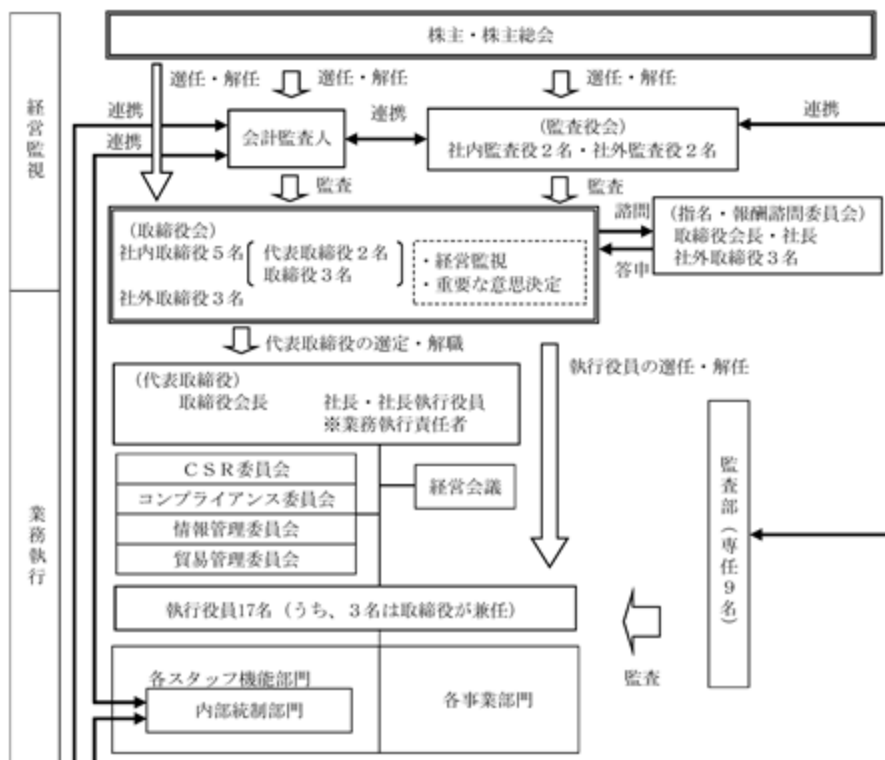 株主・株主総会
経営監視
選任・解任
選任・解任
選任・解任
連携
連携
連携
連携
会計監査人
(監査役会)
社内監査役2名・社外監査役2名
監査
監査
諮問
答申
(指名・報酬諮問委員会)
取締役会長・社長
社外取締役3名
(取締役会)
社内取締役5名
代表取締役2名
取締役3名
社外取締役3名
・経営監視
・重要な意思決定
代表取締役の選定・解職
執行役員の選任・解任
業務執行
(代表取締役)
取締役会長 社長・社長執行役員
※業務執行責任者
CSR委員会
コンプライアンス委員会
情報管理委員会
貿易管理委員会
経営会議
監査部(専任9名)
執行役員17名(うち、3名は取締役が兼任)
監査
各スタッフ機能部門
内部統制部門
各事業部門